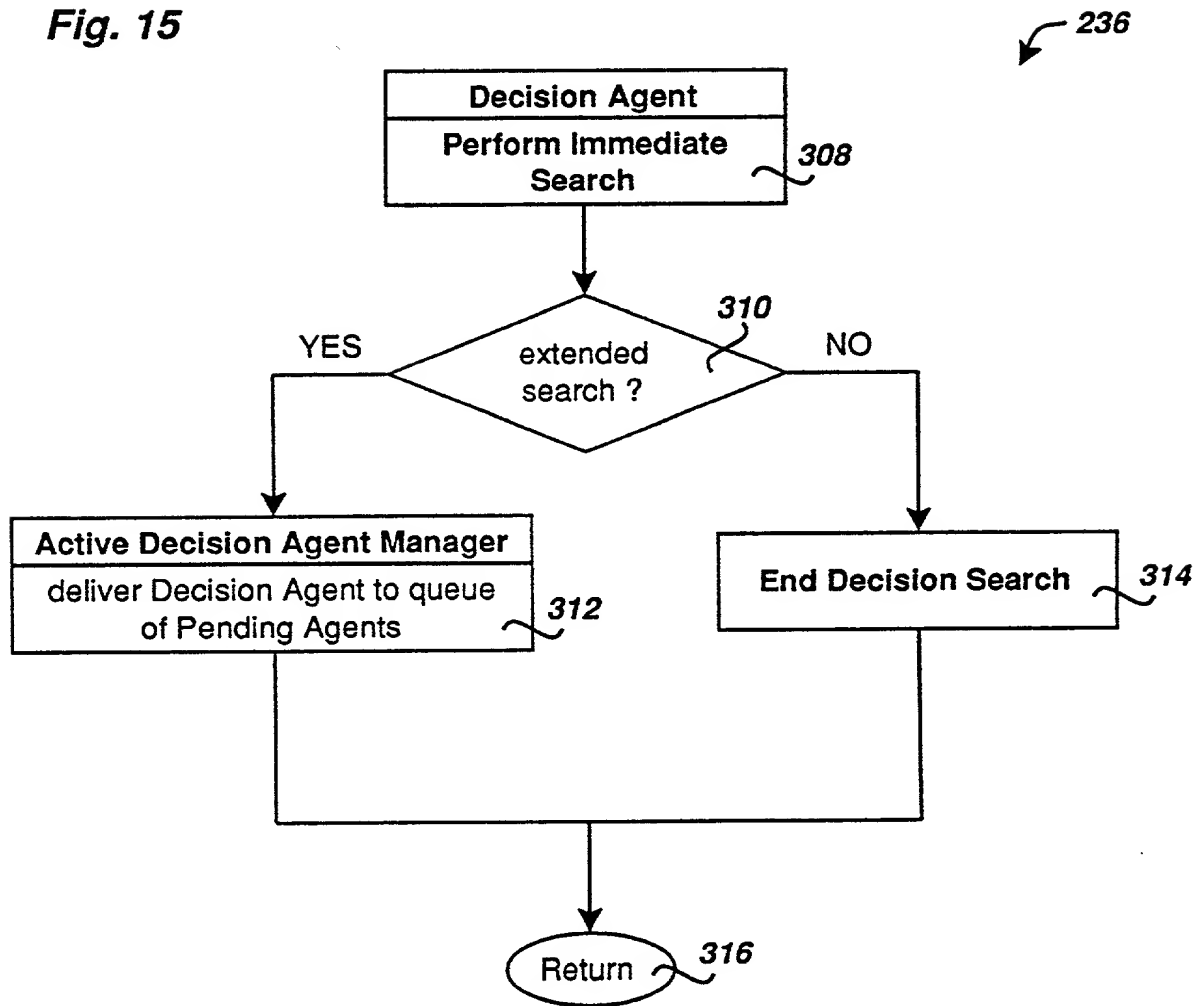 Fig. 15
236
Decision Agent
Perform Immediate
Search
308
310
extended
search ?
YES
NO
Active Decision Agent Manager
deliver Decision Agent to queue
of Pending Agents
312
End Decision Search
314
Return
316